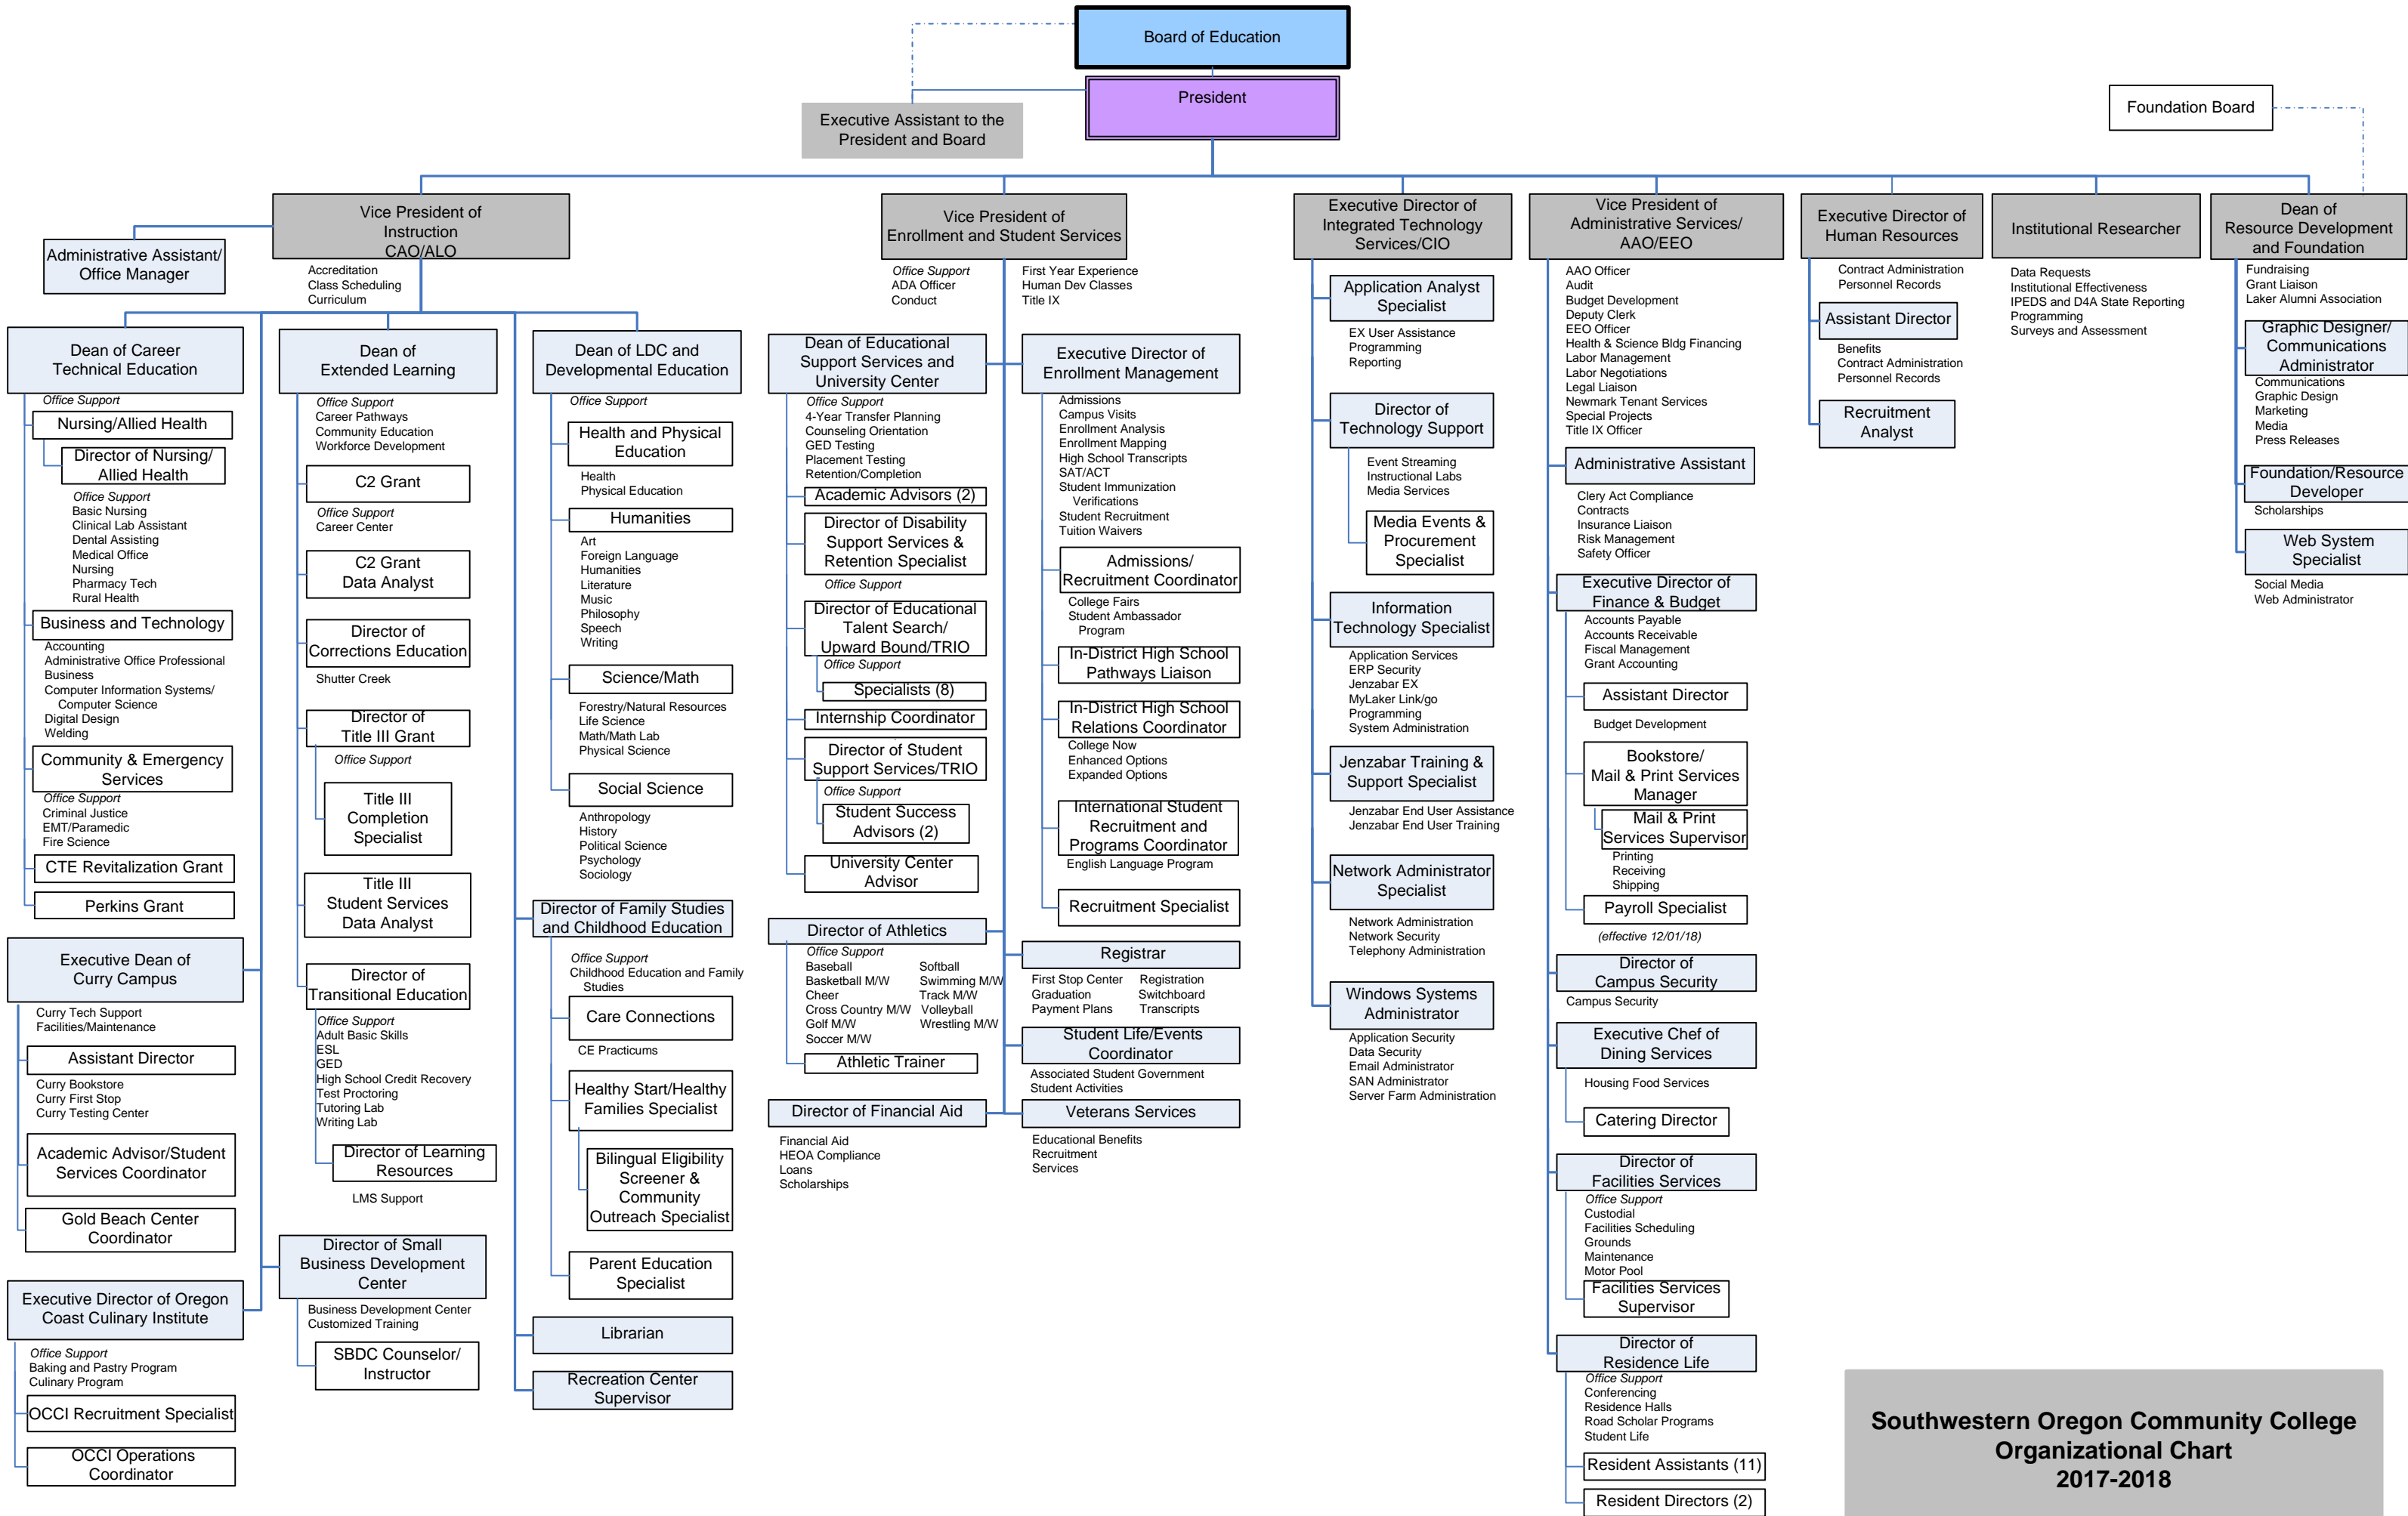 Board of Education
President
Executive Assistant to the
President and Board
Foundation Board
Vice President of
Instruction
CAO/ALO
Administrative Assistant/
Office Manager
Accreditation
Class Scheduling
Curriculum
Dean of Career
Technical Education
Office Support
Nursing/Allied Health
Director of Nursing/
Allied Health
Office Support
Basic Nursing
Clinical Lab Assistant
Dental Assisting
Medical Office
Nursing
Pharmacy Tech
Rural Health
Business and Technology
Accounting
Administrative Office Professional
Business
Computer Information Systems/
Computer Science
Digital Design
Welding
Community & Emergency
Services
Office Support
Criminal Justice
EMT/Paramedic
Fire Science
CTE Revitalization Grant
Perkins Grant
Executive Dean of
Curry Campus
Curry Tech Support
Facilities/Maintenance
Assistant Director
Curry Bookstore
Curry First Stop
Curry Testing Center
Academic Advisor/Student
Services Coordinator
Gold Beach Center
Coordinator
Executive Director of Oregon
Coast Culinary Institute
Office Support
Baking and Pastry Program
Culinary Program
OCCI Recruitment Specialist
OCCI Operations
Coordinator
Dean of
Extended Learning
Office Support
Career Pathways
Community Education
Workforce Development
C2 Grant
Office Support
Career Center
C2 Grant
Data Analyst
Director of
Corrections Education
Shutter Creek
Director of
Title III Grant
Office Support
Title III
Completion
Specialist
Title III
Student Services
Data Analyst
Director of
Transitional Education
Office Support
Adult Basic Skills
ESL
GED
High School Credit Recovery
Test Proctoring
Tutoring Lab
Writing Lab
Director of Learning
Resources
LMS Support
Director of Small
Business Development
Center
Business Development Center
Customized Training
SBDC Counselor/
Instructor
Dean of LDC and
Developmental Education
Office Support
Health and Physical
Education
Health
Physical Education
Humanities
Art
Foreign Language
Humanities
Literature
Music
Philosophy
Speech
Writing
Science/Math
Forestry/Natural Resources
Life Science
Math/Math Lab
Physical Science
Social Science
Anthropology
History
Political Science
Psychology
Sociology
Director of Family Studies
and Childhood Education
Office Support
Childhood Education and Family
Studies
Care Connections
CE Practicums
Healthy Start/Healthy
Families Specialist
Bilingual Eligibility
Screener &
Community
Outreach Specialist
Parent Education
Specialist
Librarian
Recreation Center
Supervisor
Vice President of
Enrollment and Student Services
Office Support
ADA Officer
Conduct
First Year Experience
Human Dev Classes
Title IX
Dean of Educational
Support Services and
University Center
Office Support
4-Year Transfer Planning
Counseling Orientation
GED Testing
Placement Testing
Retention/Completion
Academic Advisors (2)
Director of Disability
Support Services &
Retention Specialist
Office Support
Director of Educational
Talent Search/
Upward Bound/TRIO
Office Support
Specialists (8)
Internship Coordinator
Director of Student
Support Services/TRIO
Office Support
Student Success
Advisors (2)
University Center
Advisor
Director of Athletics
Office Support
Baseball
Basketball M/W
Cheer
Cross Country M/W
Golf M/W
Soccer M/W
Softball
Swimming M/W
Track M/W
Volleyball
Wrestling M/W
Athletic Trainer
Director of Financial Aid
Financial Aid
HEOA Compliance
Loans
Scholarships
Executive Director of
Enrollment Management
Admissions
Campus Visits
Enrollment Analysis
Enrollment Mapping
High School Transcripts
SAT/ACT
Student Immunization
Verifications
Student Recruitment
Tuition Waivers
Admissions/
Recruitment Coordinator
College Fairs
Student Ambassador
Program
In-District High School
Pathways Liaison
In-District High School
Relations Coordinator
College Now
Enhanced Options
Expanded Options
International Student
Recruitment and
Programs Coordinator
English Language Program
Recruitment Specialist
Registrar
First Stop Center
Graduation
Payment Plans
Registration
Switchboard
Transcripts
Student Life/Events
Coordinator
Associated Student Government
Student Activities
Veterans Services
Educational Benefits
Recruitment
Services
Executive Director of
Integrated Technology
Services/CIO
Application Analyst
Specialist
EX User Assistance
Programming
Reporting
Director of
Technology Support
Event Streaming
Instructional Labs
Media Services
Media Events &
Procurement
Specialist
Information
Technology Specialist
Application Services
ERP Security
Jenzabar EX
MyLaker Link/go
Programming
System Administration
Jenzabar Training &
Support Specialist
Jenzabar End User Assistance
Jenzabar End User Training
Network Administrator
Specialist
Network Administration
Network Security
Telephony Administration
Windows Systems
Administrator
Application Security
Data Security
Email Administrator
SAN Administrator
Server Farm Administration
Vice President of
Administrative Services/
AAO/EEO
AAO Officer
Audit
Budget Development
Deputy Clerk
EEO Officer
Health & Science Bldg Financing
Labor Management
Labor Negotiations
Legal Liaison
Newmark Tenant Services
Special Projects
Title IX Officer
Administrative Assistant
Clery Act Compliance
Contracts
Insurance Liaison
Risk Management
Safety Officer
Executive Director of
Finance & Budget
Accounts Payable
Accounts Receivable
Fiscal Management
Grant Accounting
Assistant Director
Budget Development
Bookstore/
Mail & Print Services
Manager
Mail & Print
Services Supervisor
Printing
Receiving
Shipping
Payroll Specialist
(effective 12/01/18)
Director of
Campus Security
Campus Security
Executive Chef of
Dining Services
Housing Food Services
Catering Director
Director of
Facilities Services
Office Support
Custodial
Facilities Scheduling
Grounds
Maintenance
Motor Pool
Facilities Services
Supervisor
Director of
Residence Life
Office Support
Conferencing
Residence Halls
Road Scholar Programs
Student Life
Resident Assistants (11)
Resident Directors (2)
Executive Director of
Human Resources
Contract Administration
Personnel Records
Assistant Director
Benefits
Contract Administration
Personnel Records
Recruitment
Analyst
Institutional Researcher
Data Requests
Institutional Effectiveness
IPEDS and D4A State Reporting
Programming
Surveys and Assessment
Dean of
Resource Development
and Foundation
Fundraising
Grant Liaison
Laker Alumni Association
Graphic Designer/
Communications
Administrator
Communications
Graphic Design
Marketing
Media
Press Releases
Foundation/Resource
Developer
Scholarships
Web System
Specialist
Social Media
Web Administrator
Southwestern Oregon Community College
Organizational Chart
2017-2018